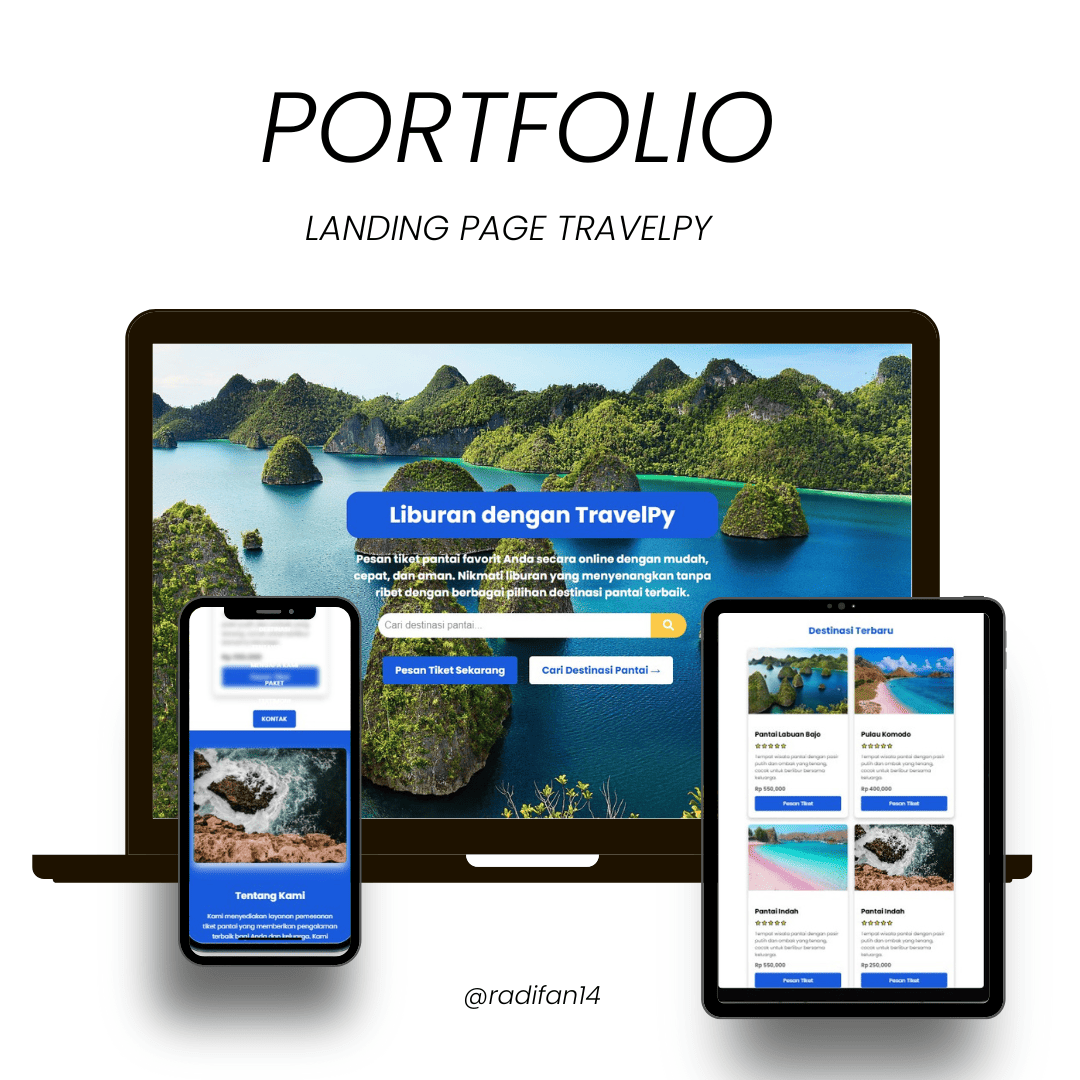 PORTFOLIO
LANDING PAGE TRAVELPY
Liburan dengan TravelPy
Pesan tiket pantai favorit Anda secara online dengan mudah,
cepat, dan aman. Nikmati liburan yang menyenangkan tanpa
ribet dengan berbagai pilihan destinasi pantai terbaik.
Cari destinasi pantai...
Pesan Tiket Sekarang
Cari Destinasi Pantai →
PAKET
KONTAK
Tentang Kami
Kami menyediakan layanan pemesanan
tiket pantai yang memberikan pengalaman
terbaik bagi Anda dan keluarga. Kami
Destinasi Terbaru
Pantai Labuan Bajo
Tempat wisata pantai dengan pasir
putih dan ombak yang tenang,
cocok untuk berlibur bersama
keluarga.
Rp 550,000
Pesan Tiket
Pulau Komodo
Tempat wisata pantai dengan pasir
putih dan ombak yang tenang,
cocok untuk berlibur bersama
keluarga.
Rp 400,000
Pesan Tiket
Pantai Indah
Tempat wisata pantai dengan pasir
putih dan ombak yang tenang,
cocok untuk berlibur bersama
keluarga.
Rp 550,000
Pesan Tiket
Pantai Indah
Tempat wisata pantai dengan pasir
putih dan ombak yang tenang,
cocok untuk berlibur bersama
keluarga.
Rp 250,000
Pesan Tiket
@radifan14